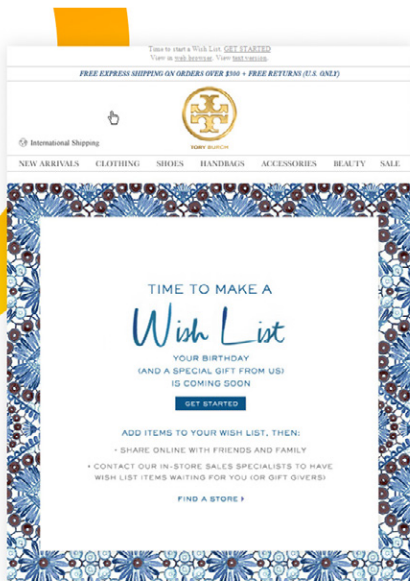 Time to start a Wish List. GET STARTED
View in web browser. View text version.
FREE EXPRESS SHIPPING ON ORDERS OVER $300 + FREE RETURNS (U.S. ONLY)
TORY BURCH
International Shipping
NEW ARRIVALS CLOTHING SHOES HANDBAGS ACCESSORIES BEAUTY SALE
TIME TO MAKE A
Wish List
YOUR BIRTHDAY
(AND A SPECIAL GIFT FROM US)
IS COMING SOON
GET STARTED
ADD ITEMS TO YOUR WISH LIST, THEN:
• SHARE ONLINE WITH FRIENDS AND FAMILY
• CONTACT OUR IN-STORE SALES SPECIALISTS TO HAVE
WISH LIST ITEMS WAITING FOR YOU (OR GIFT GIVERS)
FIND A STORE